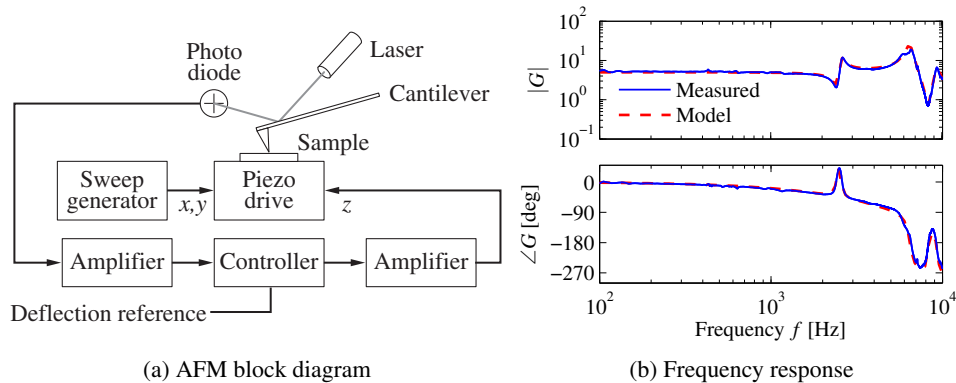 Photo
diode
Laser
Cantilever
Sample
Sweep
generator
x,y
Piezo
drive
z
Amplifier
Controller
Amplifier
Deflection reference
(a) AFM block diagram
10^2
10^1
10^0
10^-1
|G|
Measured
Model
0
-90
-180
-270
∠G [deg]
10^2
10^3
10^4
Frequency f [Hz]
(b) Frequency response